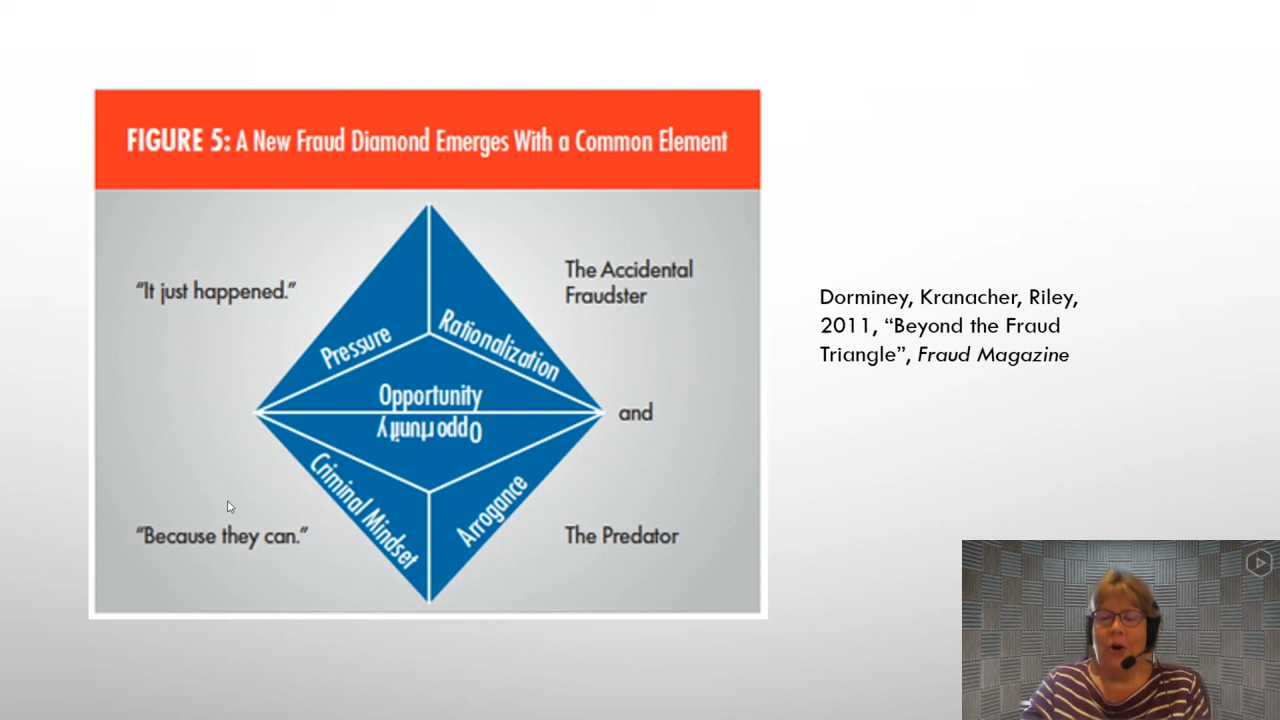 FIGURE 5: A New Fraud Diamond Emerges With a Common Element
"It just happened."
The Accidental
Fraudster
Pressure
Rationalization
Opportunity
and
Opportunity
Criminal Mindset
Arrogance
"Because they can."
The Predator
Dorminey, Kranacher, Riley,
2011, “Beyond the Fraud
Triangle”, Fraud Magazine